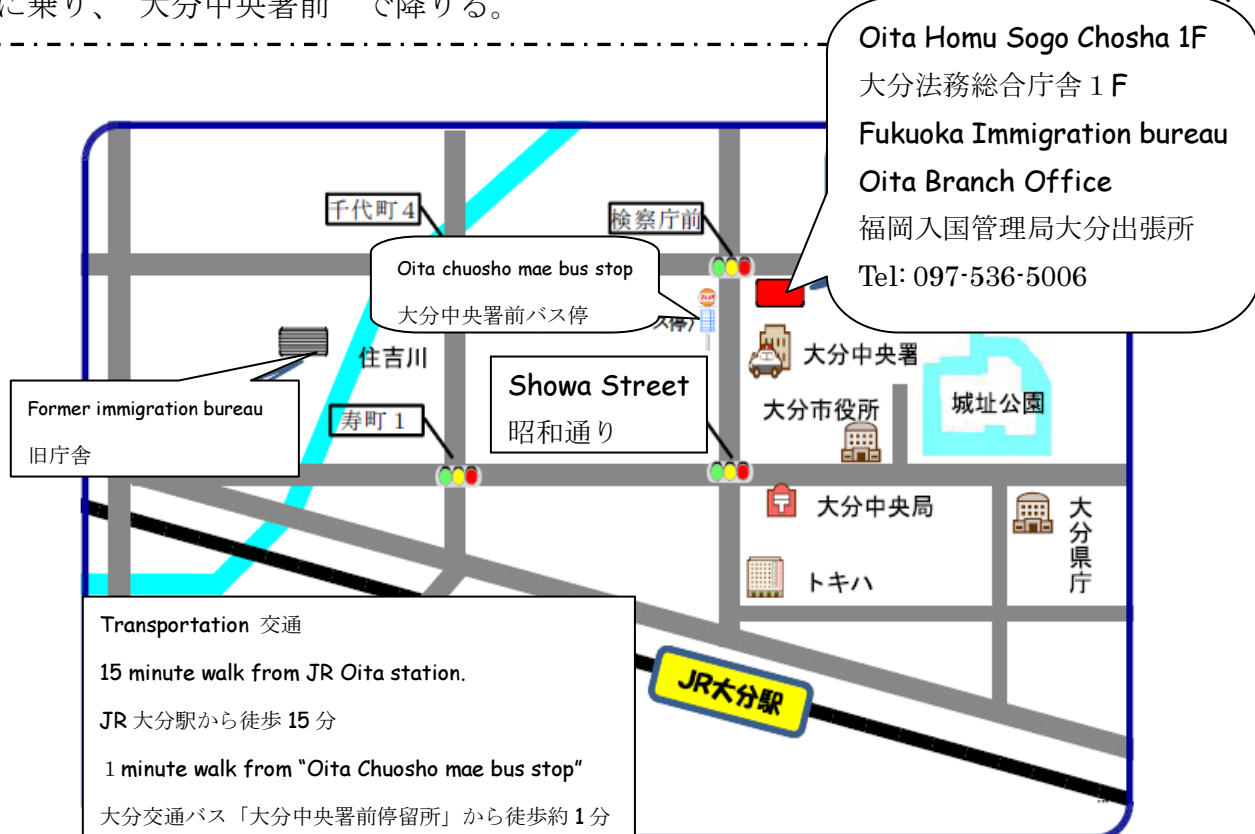 に乗り、 大分中央署前 で降りる。
Oita Homu Sogo Chosha 1F
大分法務総合庁舎１F
Fukuoka Immigration bureau
Oita Branch Office
福岡入国管理局大分出張所
Tel: 097-536-5006
千代町4
検察庁前
Oita chuosho mae bus stop
大分中央署前バス停
ス停)
住吉川
大分中央署
Former immigration bureau
旧庁舎
寿町1
Showa Street
昭和通り
大分市役所
城址公園
大分中央局
大分県庁
トキハ
JR大分駅
Transportation 交通
15 minute walk from JR Oita station.
JR 大分駅から徒歩 15 分
１minute walk from “Oita Chuosho mae bus stop”
大分交通バス「大分中央署前停留所」から徒歩約 1 分